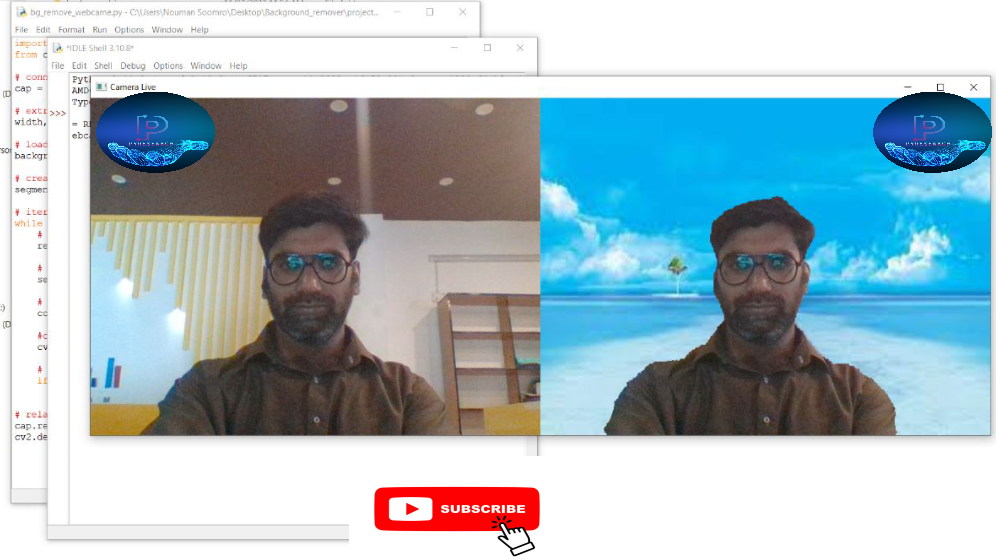 bg_remove_webcame.py - C:\Users\Nouman Soomro\Desktop\Background_remover\project...
File Edit Format Run Options Window Help
import
from c
# conn
cap =
# extr
width,
# load
backgr
# crea
segmen
# iter
while
#
re
#
se
#
co
#c
cv
#
if
# rela
cap.re
cv2.de
*IDLE Shell 3.10.8*
File Edit Shell Debug Options Window Help
Pyt
AMD
Typ
>>>
= RE
ebca
Camera Live
P
P
SUBSCRIBE